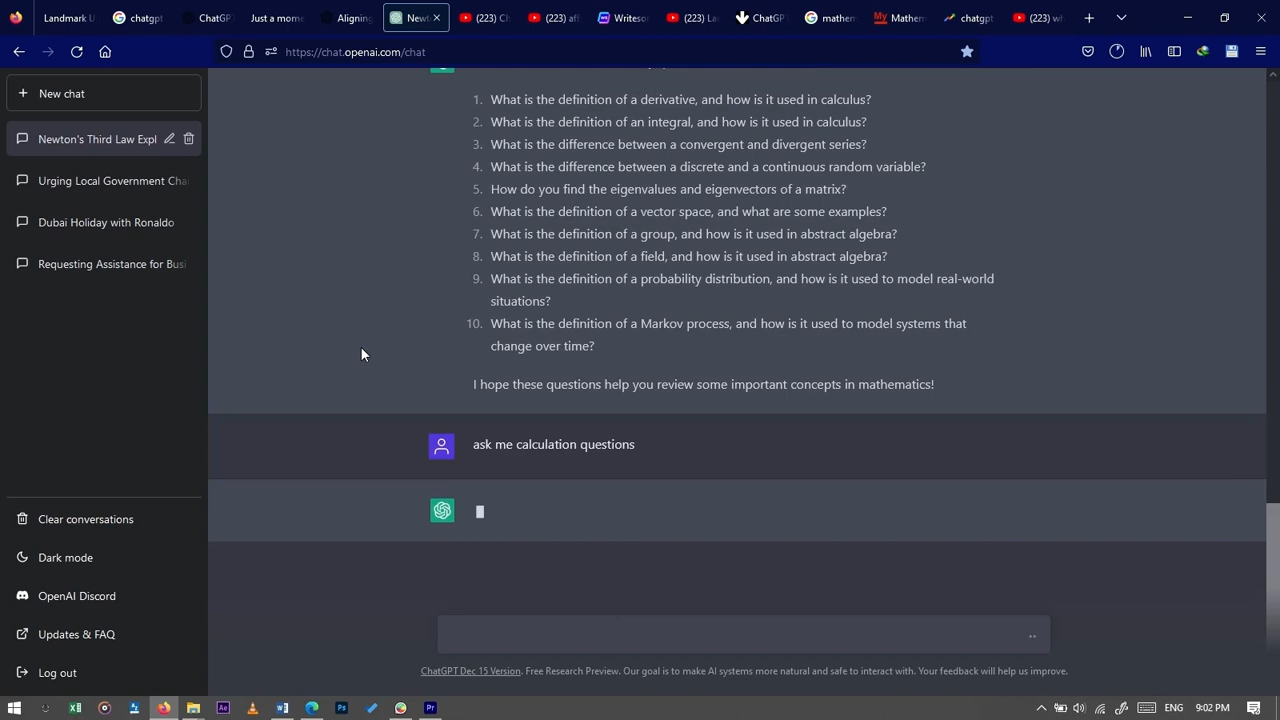 Landmark U
chatgpt
ChatGPT
Just a mome
Aligning
Newto
(223) Ch
(223) aff
Writeson
(223) La
ChatGPT
mathem
My
Mathem
chatgpt
(223) wh
https://chat.openai.com/chat
New chat
Newton's Third Law Expl
Urging Local Government Cha
Dubai Holiday with Ronaldo
Requesting Assistance for Busi
Clear conversations
Dark mode
OpenAI Discord
Updates & FAQ
Log out
1. What is the definition of a derivative, and how is it used in calculus?
2. What is the definition of an integral, and how is it used in calculus?
3. What is the difference between a convergent and divergent series?
4. What is the difference between a discrete and a continuous random variable?
5. How do you find the eigenvalues and eigenvectors of a matrix?
6. What is the definition of a vector space, and what are some examples?
7. What is the definition of a group, and how is it used in abstract algebra?
8. What is the definition of a field, and how is it used in abstract algebra?
9. What is the definition of a probability distribution, and how is it used to model real-world
situations?
10. What is the definition of a Markov process, and how is it used to model systems that
change over time?
I hope these questions help you review some important concepts in mathematics!
ask me calculation questions
ChatGPT Dec 15 Version. Free Research Preview. Our goal is to make AI systems more natural and safe to interact with. Your feedback will help us improve.
Ae
Ps
Pr
ENG
9:02 PM